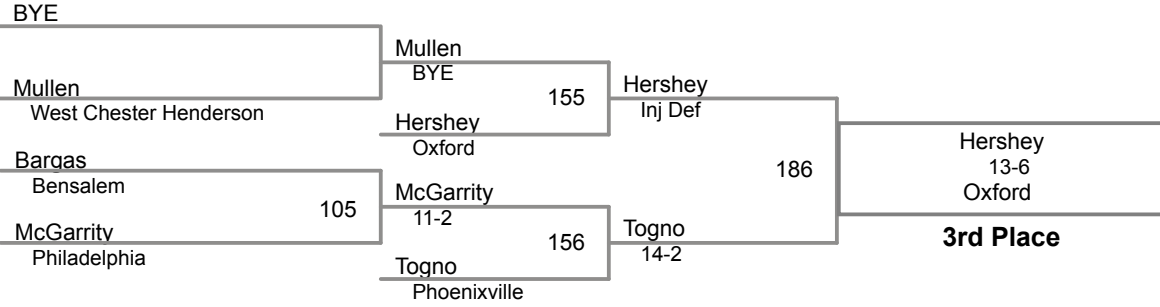 BYE
Mullen
West Chester Henderson
Bargas
Bensalem
105
McGarrity
Philadelphia
Mullen
BYE
155
Hershey
Oxford
McGarrity
11-2
156
Togno
Phoenixville
Hershey
Inj Def
186
Togno
14-2
Hershey
13-6
Oxford
3rd Place